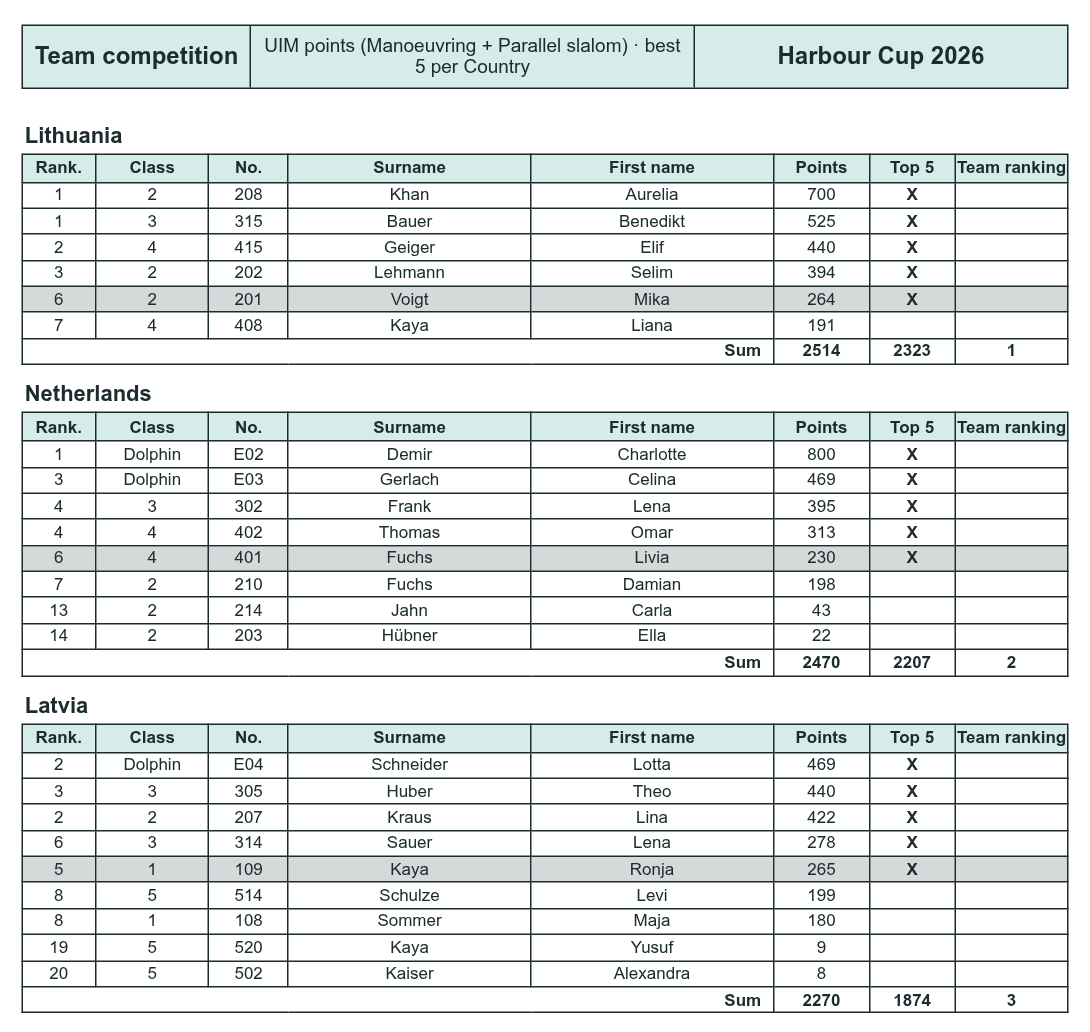 Team competition
UIM points (Manoeuvring + Parallel slalom) · best
5 per Country
Harbour Cup 2026
Lithuania
Rank. Class No. Surname First name Points Top 5 Team ranking
1 2 208 Khan Aurelia 700 X
1 3 315 Bauer Benedikt 525 X
2 4 415 Geiger Elif 440 X
3 2 202 Lehmann Selim 394 X
6 2 201 Voigt Mika 264 X
7 4 408 Kaya Liana 191
Sum 2514 2323 1
Netherlands
Rank. Class No. Surname First name Points Top 5 Team ranking
1 Dolphin E02 Demir Charlotte 800 X
3 Dolphin E03 Gerlach Celina 469 X
4 3 302 Frank Lena 395 X
4 4 402 Thomas Omar 313 X
6 4 401 Fuchs Livia 230 X
7 2 210 Fuchs Damian 198
13 2 214 Jahn Carla 43
14 2 203 Hübner Ella 22
Sum 2470 2207 2
Latvia
Rank. Class No. Surname First name Points Top 5 Team ranking
2 Dolphin E04 Schneider Lotta 469 X
3 3 305 Huber Theo 440 X
2 2 207 Kraus Lina 422 X
6 3 314 Sauer Lena 278 X
5 1 109 Kaya Ronja 265 X
8 5 514 Schulze Levi 199
8 1 108 Sommer Maja 180
19 5 520 Kaya Yusuf 9
20 5 502 Kaiser Alexandra 8
Sum 2270 1874 3